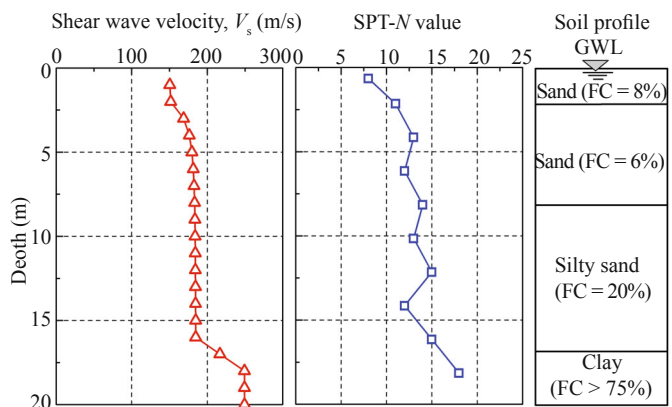 Shear wave velocity, Vs (m/s)
SPT-N value
Soil profile
GWL
0 100 200 300
0 5 10 15 20 25
0
5
10
15
20
Deoth (m)
Sand (FC = 8%)
Sand (FC = 6%)
Silty sand
(FC = 20%)
Clay
(FC > 75%)